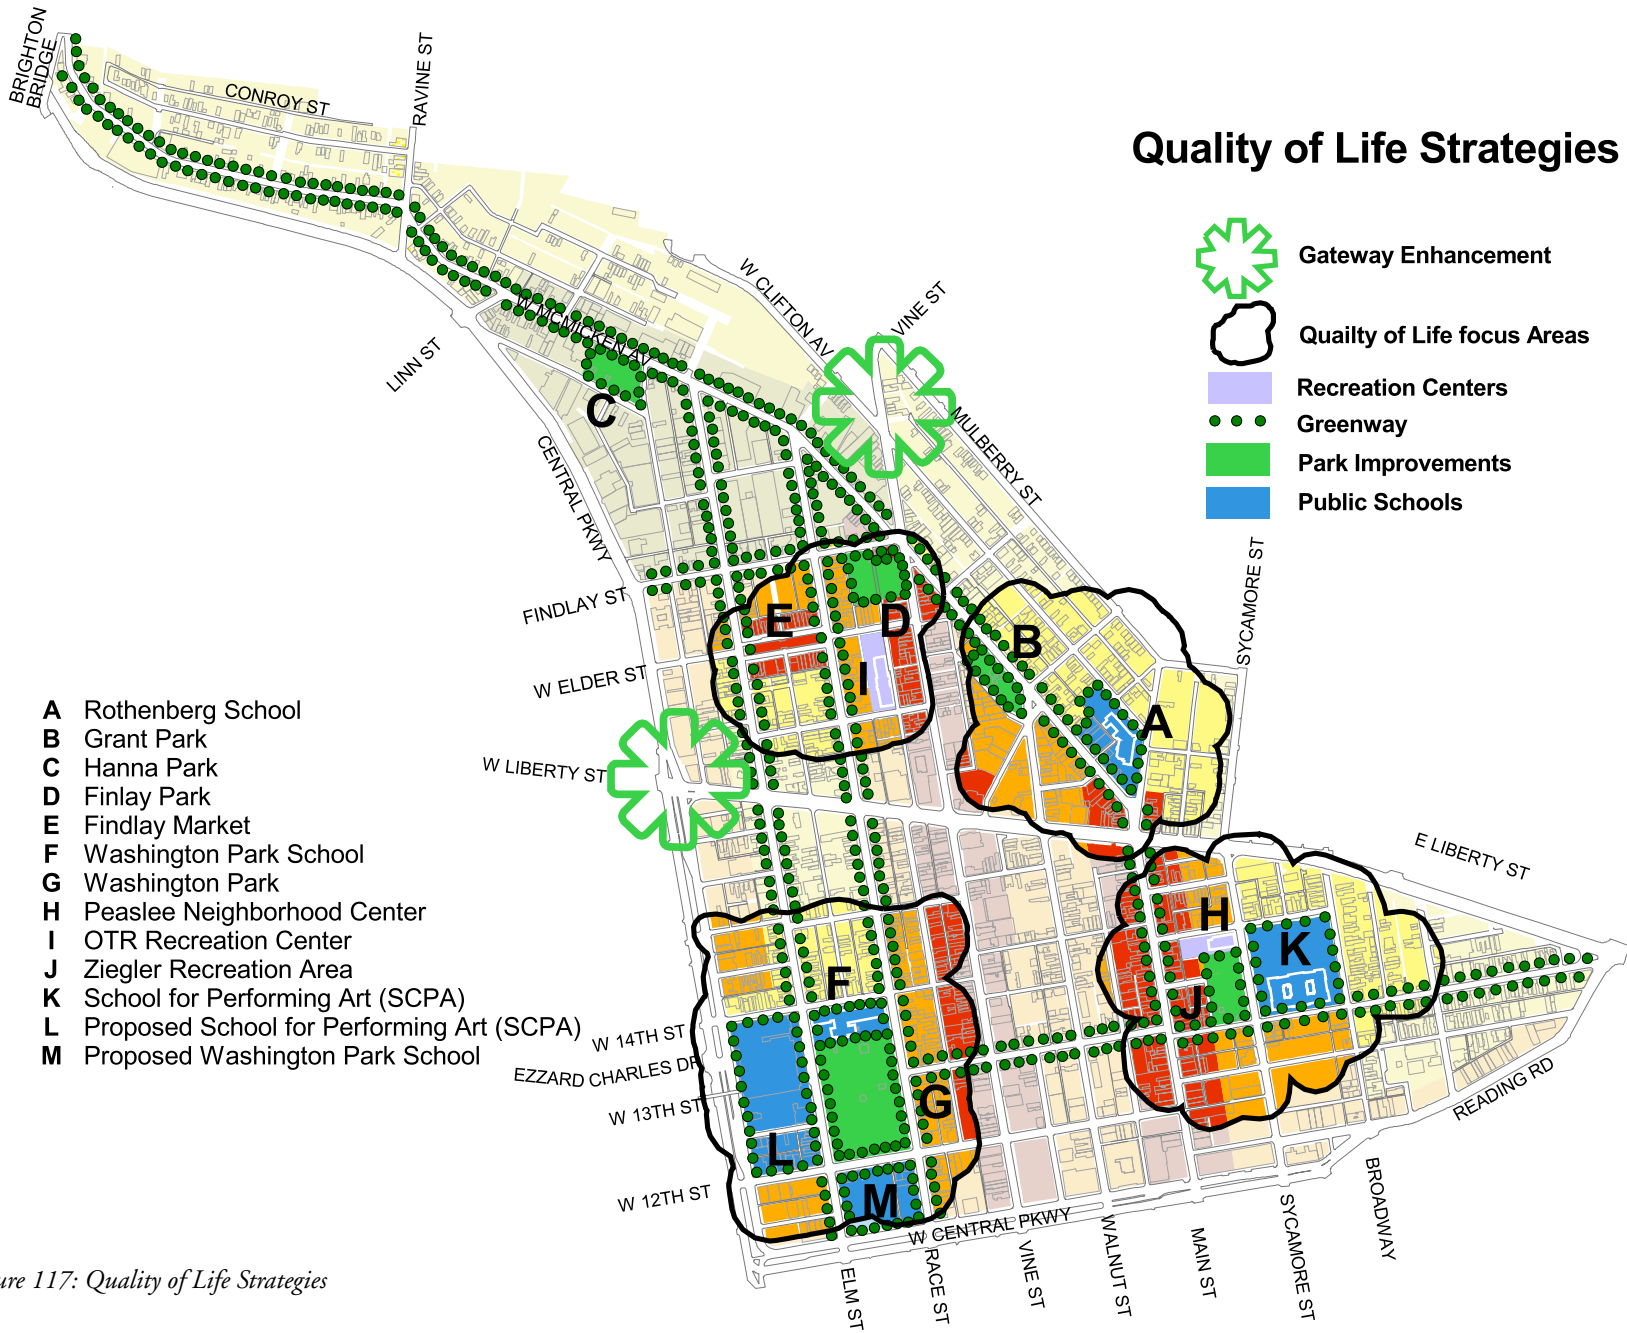 Quality of Life Strategies
Gateway Enhancement
Quailty of Life focus Areas
Recreation Centers
Greenway
Park Improvements
Public Schools
BRIGHTON
BRIDGE
CONROY ST
RAVINE ST
W CLIFTON AV
VINE ST
W MCMICKEN AV
LINN ST
MULBERRY ST
CENTRAL PKWY
C
SYCAMORE ST
FINDLAY ST
E
D
B
W ELDER ST
I
A
W LIBERTY ST
E LIBERTY ST
H
K
F
J
W 14TH ST
EZZARD CHARLES DR
W 13TH ST
G
READING RD
L
W 12TH ST
M
W CENTRAL PKWY
ELM ST
RACE ST
VINE ST
WALNUT ST
MAIN ST
SYCAMORE ST
BROADWAY
A Rothenberg School
B Grant Park
C Hanna Park
D Finlay Park
E Findlay Market
F Washington Park School
G Washington Park
H Peaslee Neighborhood Center
I OTR Recreation Center
J Ziegler Recreation Area
K School for Performing Art (SCPA)
L Proposed School for Performing Art (SCPA)
M Proposed Washington Park School
ure 117: Quality of Life Strategies